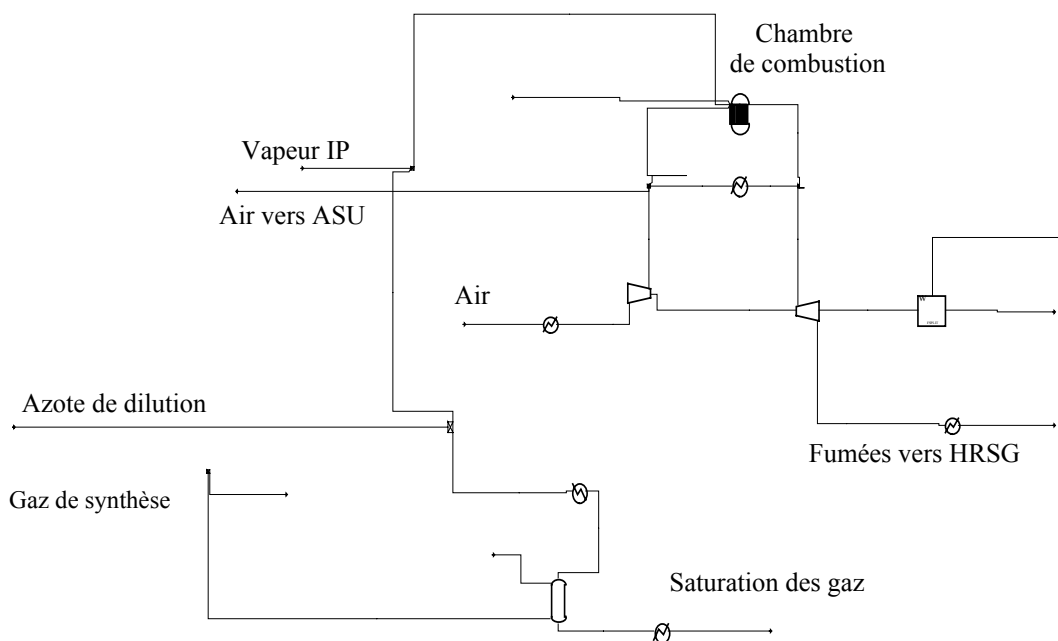 Chambre
de combustion
Vapeur IP
Air vers ASU
Air
W
Azote de dilution
Fumées vers HRSG
Gaz de synthèse
Saturation des gaz